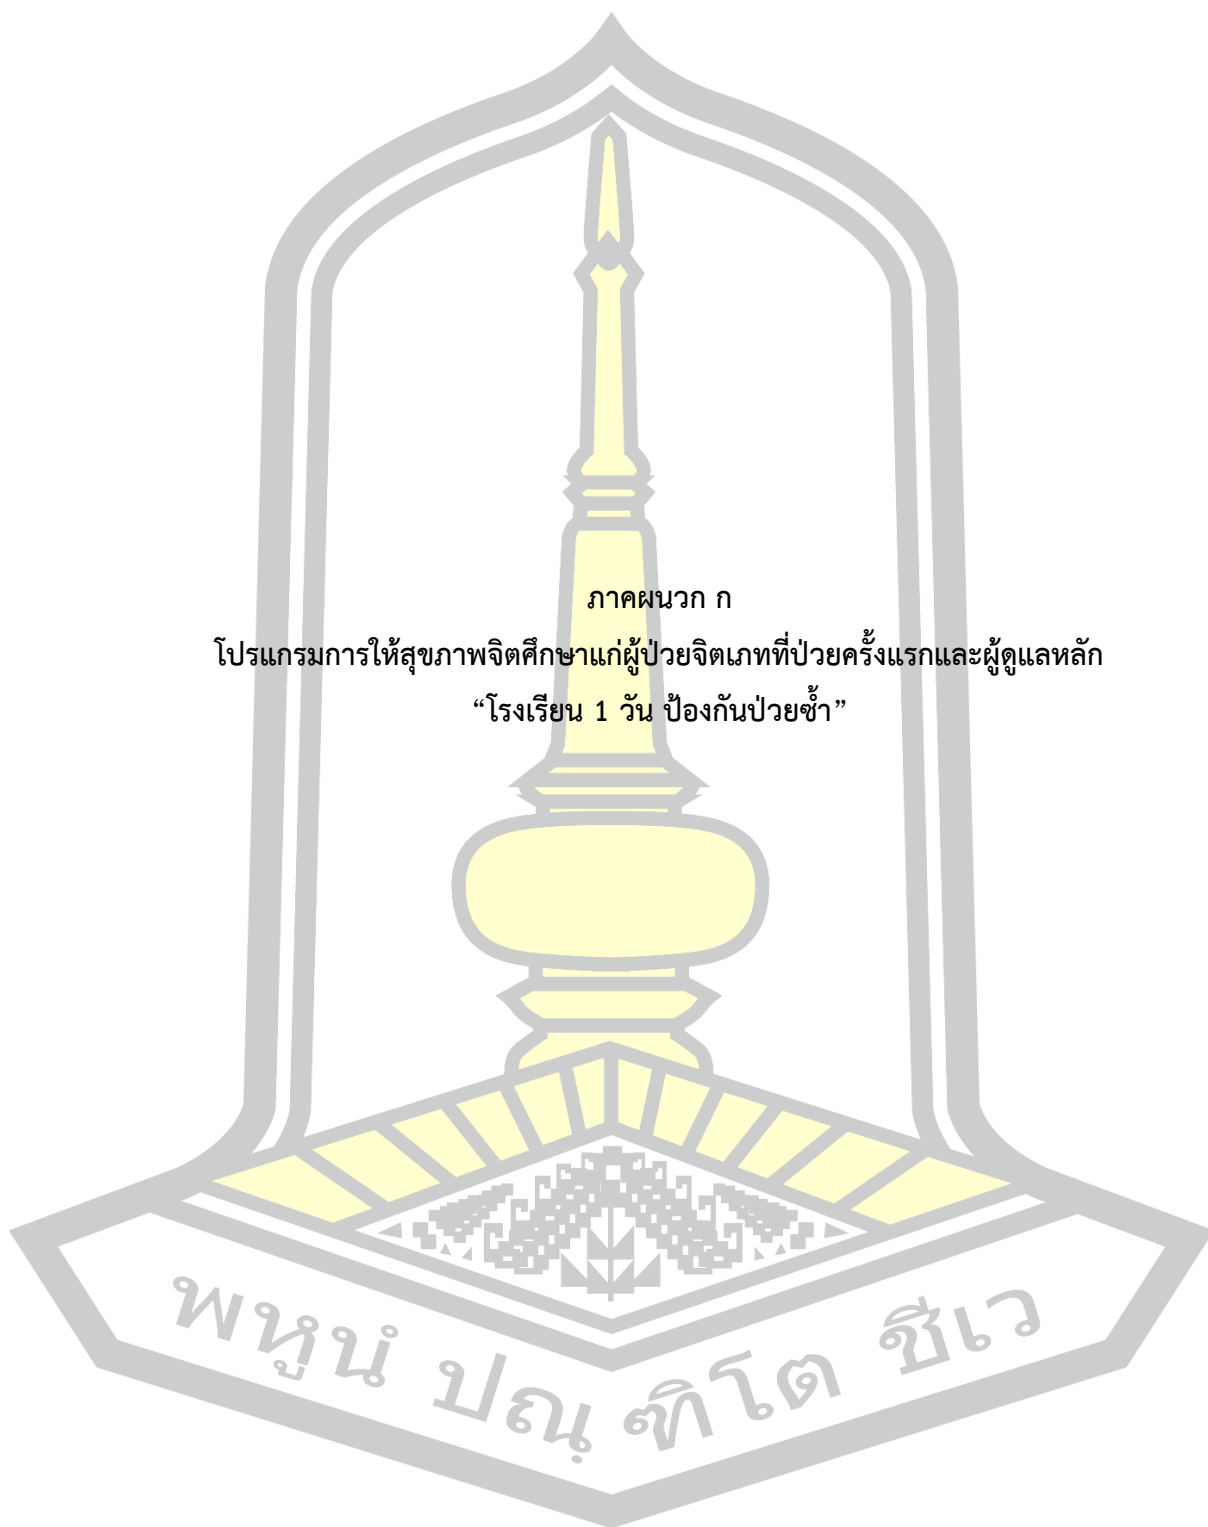 ภาคผนวก ก
โปรแกรมการให้สุขภาพจิตศึกษาแก่ผู้ป่วยจิตเภทที่ป่วยครั้งแรกและผู้ดูแลหลัก
“โรงเรียน 1 วัน ป้องกันป่วยซ้ำ”
พหูนํ ปณฺฑิโต ชีเว